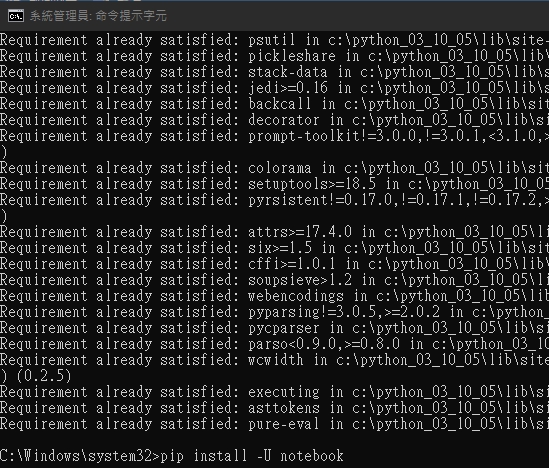 C:\. 系統管理員: 命令提示字元
Requirement already satisfied: psutil in c:\python_03_10_05\lib\site-
Requirement already satisfied: pickleshare in c:\python_03_10_05\lib\
Requirement already satisfied: stack-data in c:\python_03_10_05\lib\s
Requirement already satisfied: jedi>=0.16 in c:\python_03_10_05\lib\s
Requirement already satisfied: backcall in c:\python_03_10_05\lib\sit
Requirement already satisfied: decorator in c:\python_03_10_05\lib\si
Requirement already satisfied: prompt-toolkit!=3.0.0,!=3.0.1,<3.1.0,>
)
Requirement already satisfied: colorama in c:\python_03_10_05\lib\sit
Requirement already satisfied: setuptools>=18.5 in c:\python_03_10_05
Requirement already satisfied: pyrsistent!=0.17.0,!=0.17.1,!=0.17.2,>
)
Requirement already satisfied: attrs>=17.4.0 in c:\python_03_10_05\li
Requirement already satisfied: six>=1.5 in c:\python_03_10_05\lib\sit
Requirement already satisfied: cffi>=1.0.1 in c:\python_03_10_05\lib\
Requirement already satisfied: soupsieve>1.2 in c:\python_03_10_05\li
Requirement already satisfied: webencodings in c:\python_03_10_05\lib
Requirement already satisfied: pyparsing!=3.0.5,>=2.0.2 in c:\python_
Requirement already satisfied: pycparser in c:\python_03_10_05\lib\si
Requirement already satisfied: parso<0.9.0,>=0.8.0 in c:\python_03_10
Requirement already satisfied: wcwidth in c:\python_03_10_05\lib\site
) (0.2.5)
Requirement already satisfied: executing in c:\python_03_10_05\lib\si
Requirement already satisfied: asttokens in c:\python_03_10_05\lib\si
Requirement already satisfied: pure-eval in c:\python_03_10_05\lib\si
C:\Windows\system32>pip install -U notebook